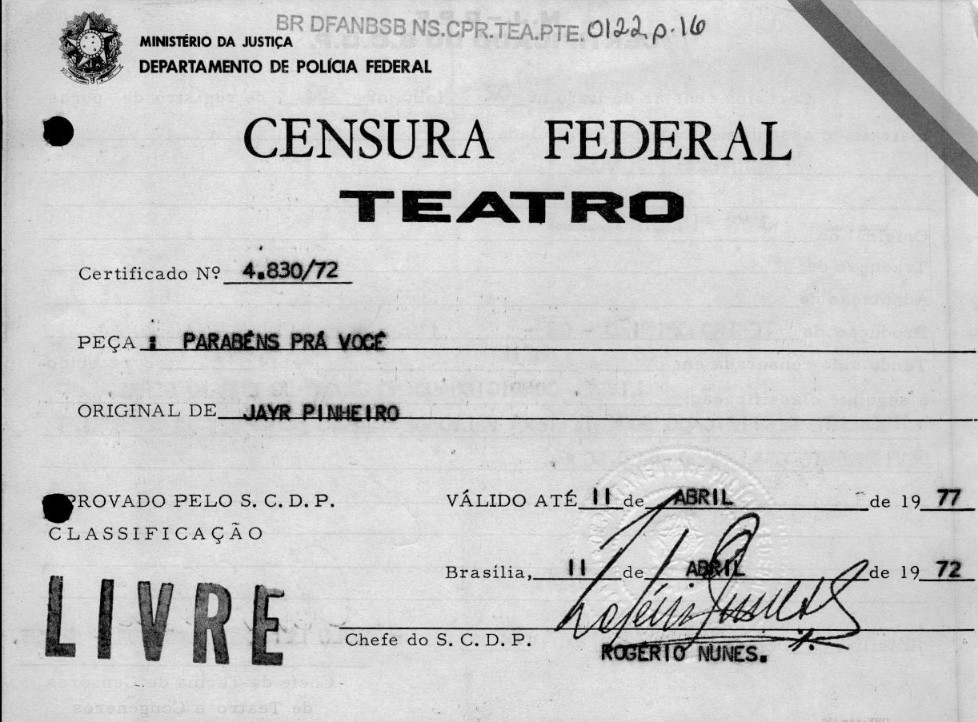 BR DFANBSB NS.CPR.TEA.PTE.0122, p.16
MINISTÉRIO DA JUSTIÇA
DEPARTAMENTO DE POLÍCIA FEDERAL
CENSURA FEDERAL
TEATRO
Certificado Nº 4.830/72
PEÇA : PARABÉNS PRÁ VOCÊ
ORIGINAL DE JAYR PINHEIRO
PROVADO PELO S. C. D. P.
CLASSIFICAÇÃO
LIVRE
VÁLIDO ATÉ 11 de ABRIL de 19 77
Brasília, 11 de ABRIL de 19 72
Chefe do S. C. D. P.
ROGÉRIO NUNES.